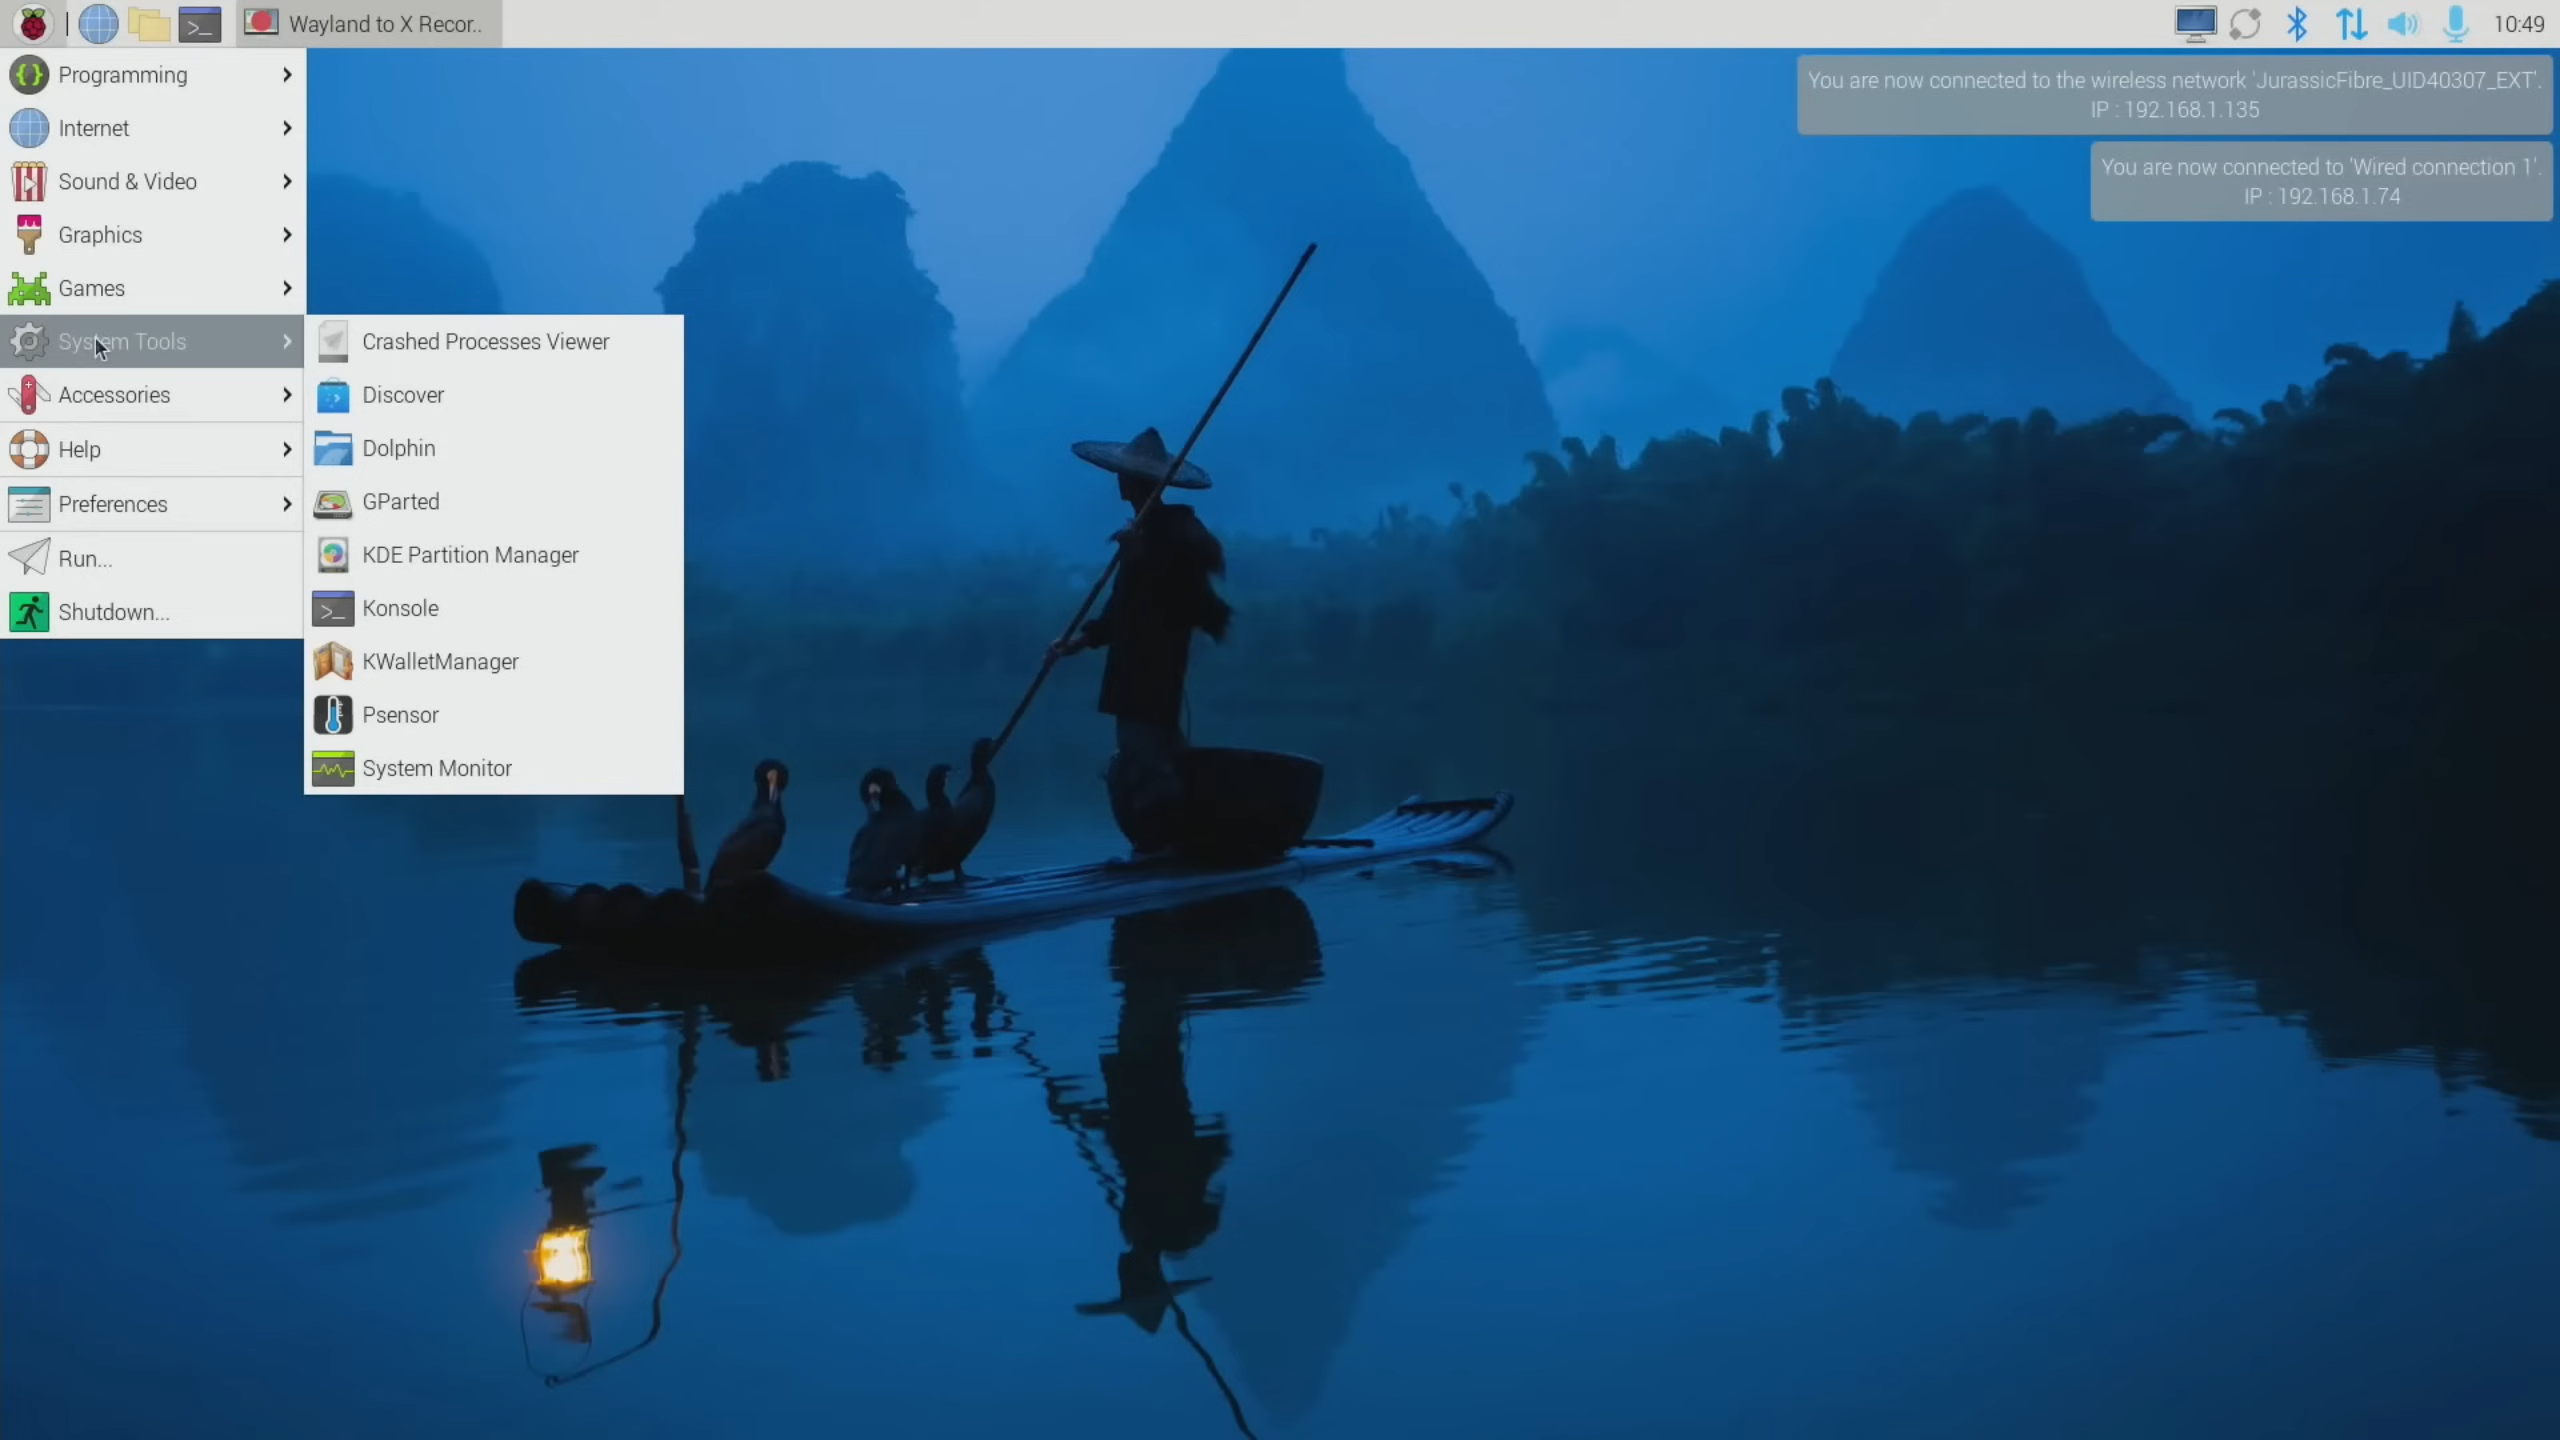 Wayland to X Recor..
10:49
You are now connected to the wireless network 'JurassicFibre_UID40307_EXT'.
IP : 192.168.1.135
You are now connected to 'Wired connection 1'.
IP : 192.168.1.74
Programming
Internet
Sound & Video
Graphics
Games
System Tools
Accessories
Help
Preferences
Run...
Shutdown...
Crashed Processes Viewer
Discover
Dolphin
GParted
KDE Partition Manager
Konsole
KWalletManager
Psensor
System Monitor